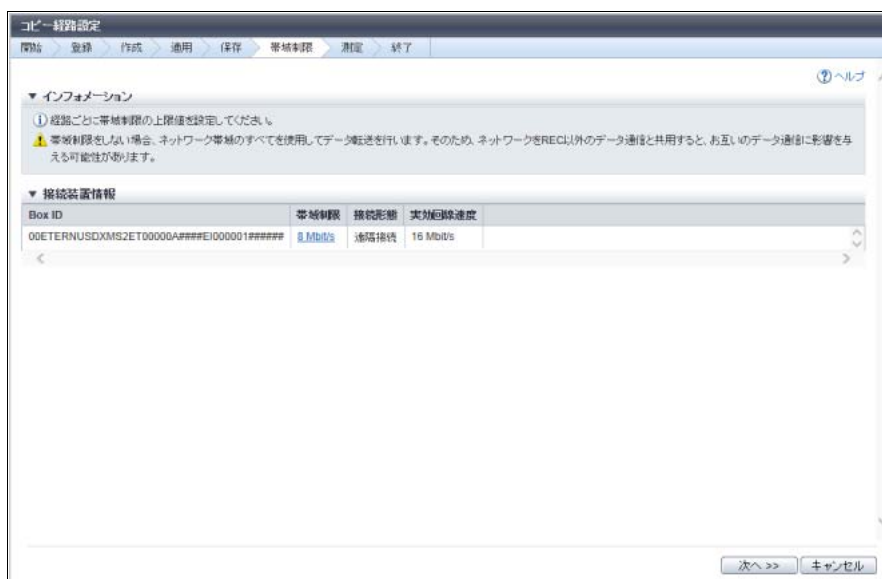 コピー経路設定
開始 登録 作成 適用 保存 帯域制限 測定 終了
ヘルプ
インフォメーション
経路ごとに帯域制限の上限値を設定してください。
帯域制限をしない場合、ネットワーク帯域のすべてを使用してデータ転送を行います。そのため、ネットワークをREC以外のデータ通信と共用すると、お互いのデータ通信に影響を与
える可能性があります。
接続装置情報
Box ID 帯域制限 接続形態 実効回線速度
00ETERNUSDXMS2ET00000A####EI000001###### 8 Mbit/s 遠隔接続 16 Mbit/s
次へ >> キャンセル